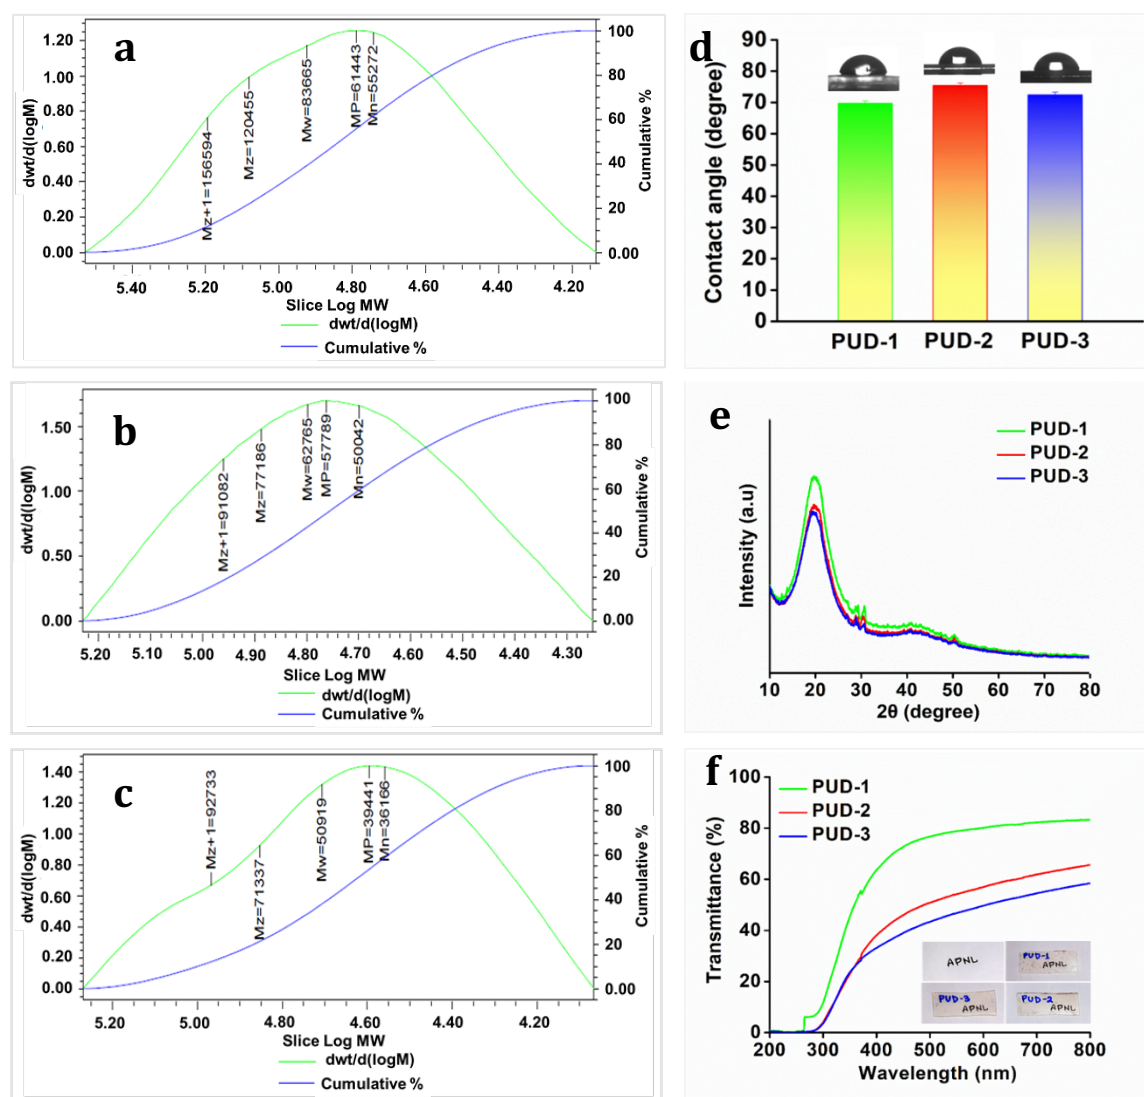 a
1.20
1.00
0.80
0.60
0.40
0.20
0.00
dwt/d(logM)
Mz+1=156594
Mz=120455
Mw=83865
MP=61443
Mn=55272
100
80
60
40
20
0.00
Cumulative %
5.40 5.20 5.00 4.80 4.60 4.40 4.20
Slice Log MW
dwt/d(logM)
Cumulative %
d
90
80
70
60
50
40
30
20
10
0
Contact angle (degree)
PUD-1 PUD-2 PUD-3
b
1.50
1.00
0.50
0.00
dwt/d(logM)
Mz+1=91082
Mz=77186
Mw=62765
MP=57789
Mn=50042
100
80
60
40
20
0.00
Cumulative %
5.20 5.10 5.00 4.90 4.80 4.70 4.60 4.50 4.40 4.30
Slice Log MW
dwt/d(logM)
Cumulative %
e
PUD-1
PUD-2
PUD-3
Intensity (a.u)
10 20 30 40 50 60 70 80
2θ (degree)
c
1.40
1.20
1.00
0.80
0.60
0.40
0.20
0.00
dwt/d(logM)
Mz+1=92733
Mz=71337
Mw=50919
MP=39441
Mn=36166
100
80
60
40
20
0.00
Cumulative %
5.20 5.00 4.80 4.60 4.40 4.20
Slice Log MW
dwt/d(logM)
Cumulative %
f
100
80
60
40
20
0
Transmittance (%)
PUD-1
PUD-2
PUD-3
APNL
PUD-1
APNL
PUD-3
APNL
PUD-2
APNL
200 300 400 500 600 700 800
Wavelength (nm)